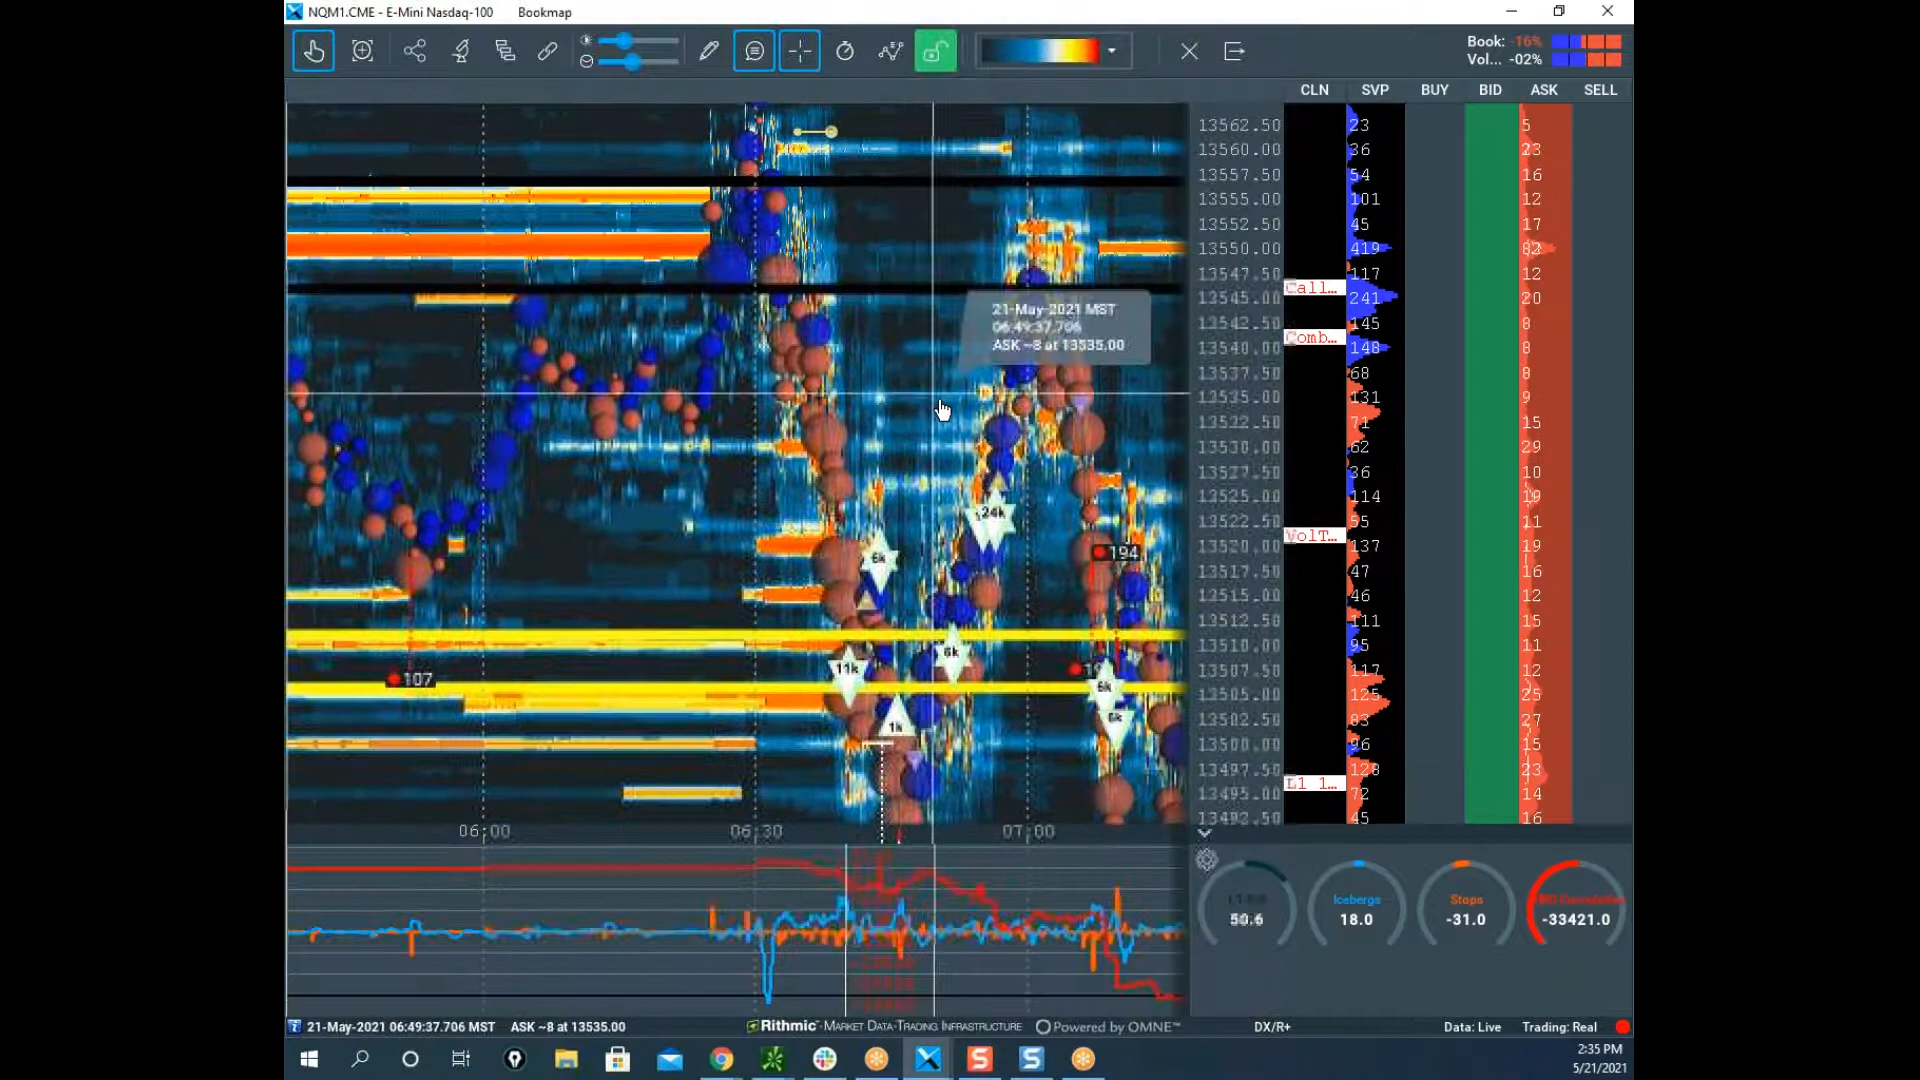 NQM1.CME - E-Mini Nasdaq-100 Bookmap
Book: -16%
Vol... -02%
CLN SVP BUY BID ASK SELL
13562.50 23 5
13560.00 36 23
13557.50 54 16
13555.00 101 12
13552.50 45 17
13550.00 419 82
13547.50 117 12
Call...
13545.00 241 20
13542.50 145 8
Comb...
13540.00 148 8
13537.50 68 8
13535.00 131 9
13532.50 71 15
13530.00 62 29
13527.50 36 10
13525.00 114 19
13522.50 55 11
VolT...
13520.00 137 19
13517.50 47 16
13515.00 46 12
13512.50 111 15
13510.00 95 11
13507.50 117 12
13505.00 125 25
13502.50 83 27
13500.00 96 15
13497.50 128 23
L1 1...
13495.00 72 14
13492.50 45 16
21-May-2021 MST
06:49:37.706
ASK ~8 at 13535.00
24k
6k
194
6k
11k
107
6k
1k
6k
06:00 06:30 07:00
50.6
Icebergs
18.0
Stops
-31.0
-33421.0
21-May-2021 06:49:37.706 MST ASK ~8 at 13535.00
Rithmic - Market Data-Trading Infrastructure Powered by OMNE™
DX/R+
Data: Live Trading: Real
2:35 PM
5/21/2021